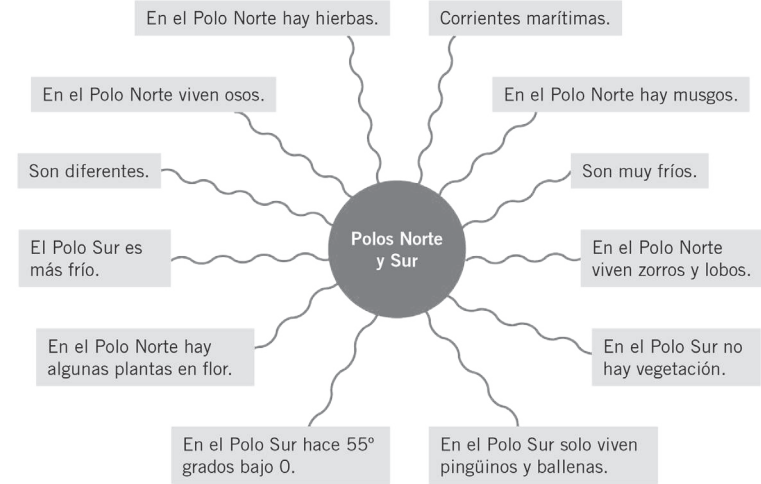 En el Polo Norte hay hierbas.
Corrientes marítimas.
En el Polo Norte viven osos.
En el Polo Norte hay musgos.
Son diferentes.
Son muy fríos.
Polos Norte
y Sur
El Polo Sur es
más frío.
En el Polo Norte
viven zorros y lobos.
En el Polo Norte hay
algunas plantas en flor.
En el Polo Sur no
hay vegetación.
En el Polo Sur hace 55º
grados bajo 0.
En el Polo Sur solo viven
pingüinos y ballenas.